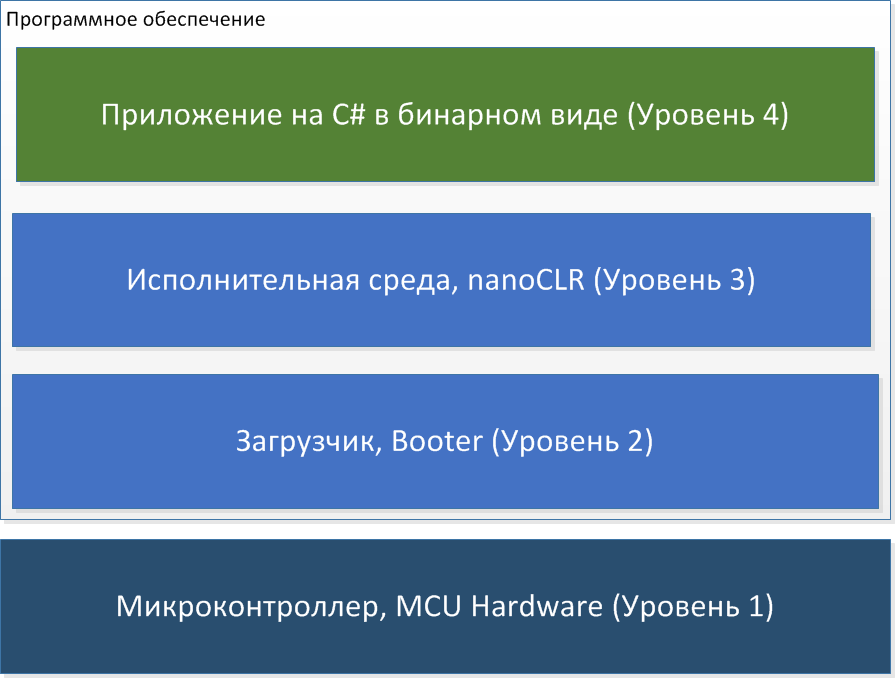 Программное обеспечение
Приложение на C# в бинарном виде (Уровень 4)
Исполнительная среда, nanoCLR (Уровень 3)
Загрузчик, Booter (Уровень 2)
Микроконтроллер, MCU Hardware (Уровень 1)